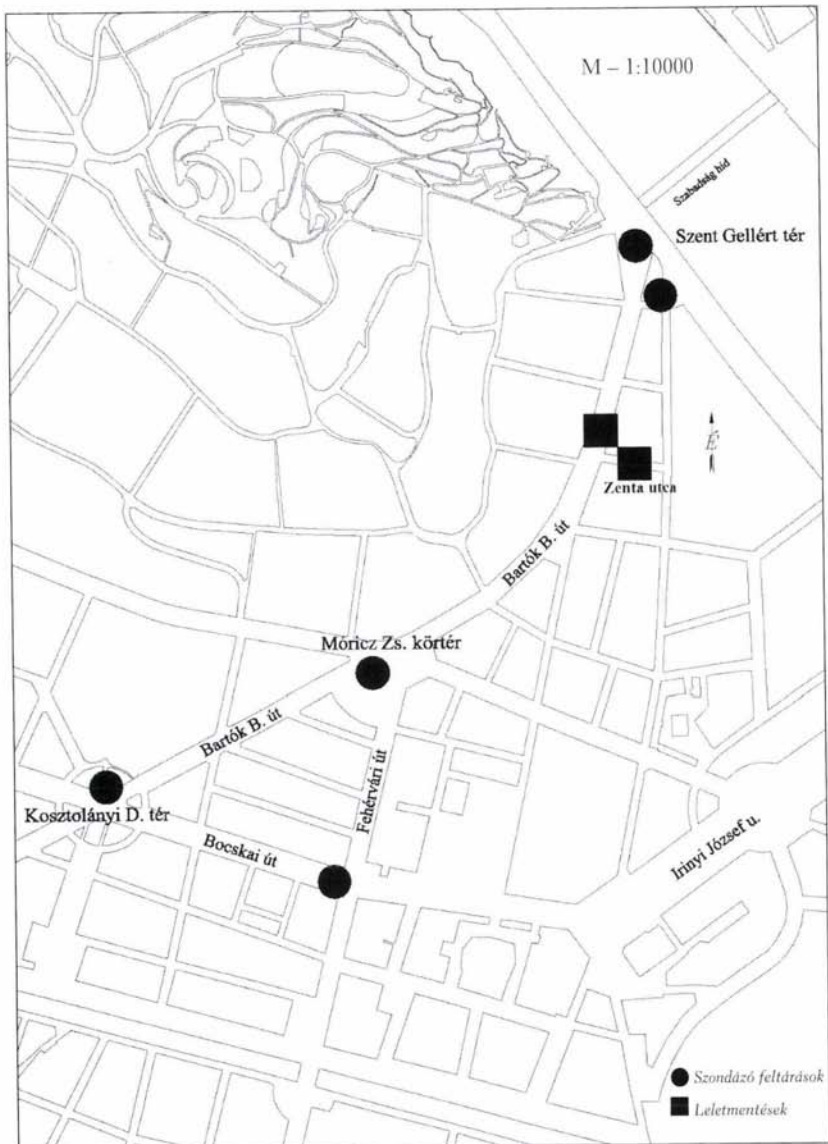 M – 1:10000
Szabadság híd
Szent Gellért tér
É
Zenta utca
Bartók B. út
Móricz Zs. körtér
Bartók B. út
Fehérvári út
Kosztolányi D. tér
Bocskai út
Irinyi József u.
Szondázó feltárások
Leletmentések